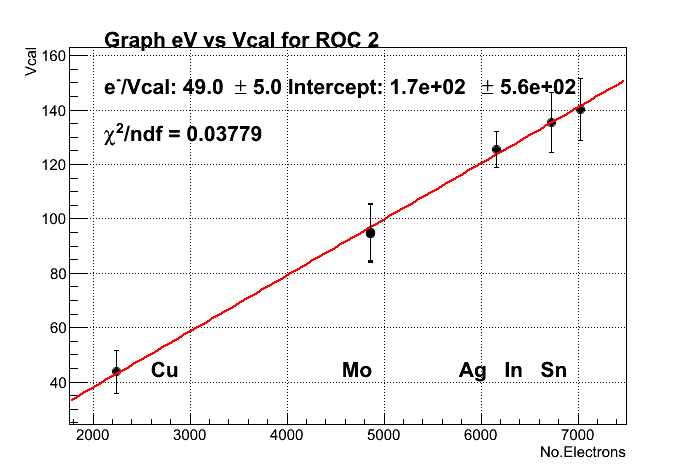 Graph eV vs Vcal for ROC 2
Vcal
e⁻/Vcal: 49.0 ± 5.0 Intercept: 1.7e+02 ± 5.6e+02
χ²/ndf = 0.03779
160
140
120
100
80
60
40
Cu Mo Ag In Sn
2000 3000 4000 5000 6000 7000
No.Electrons